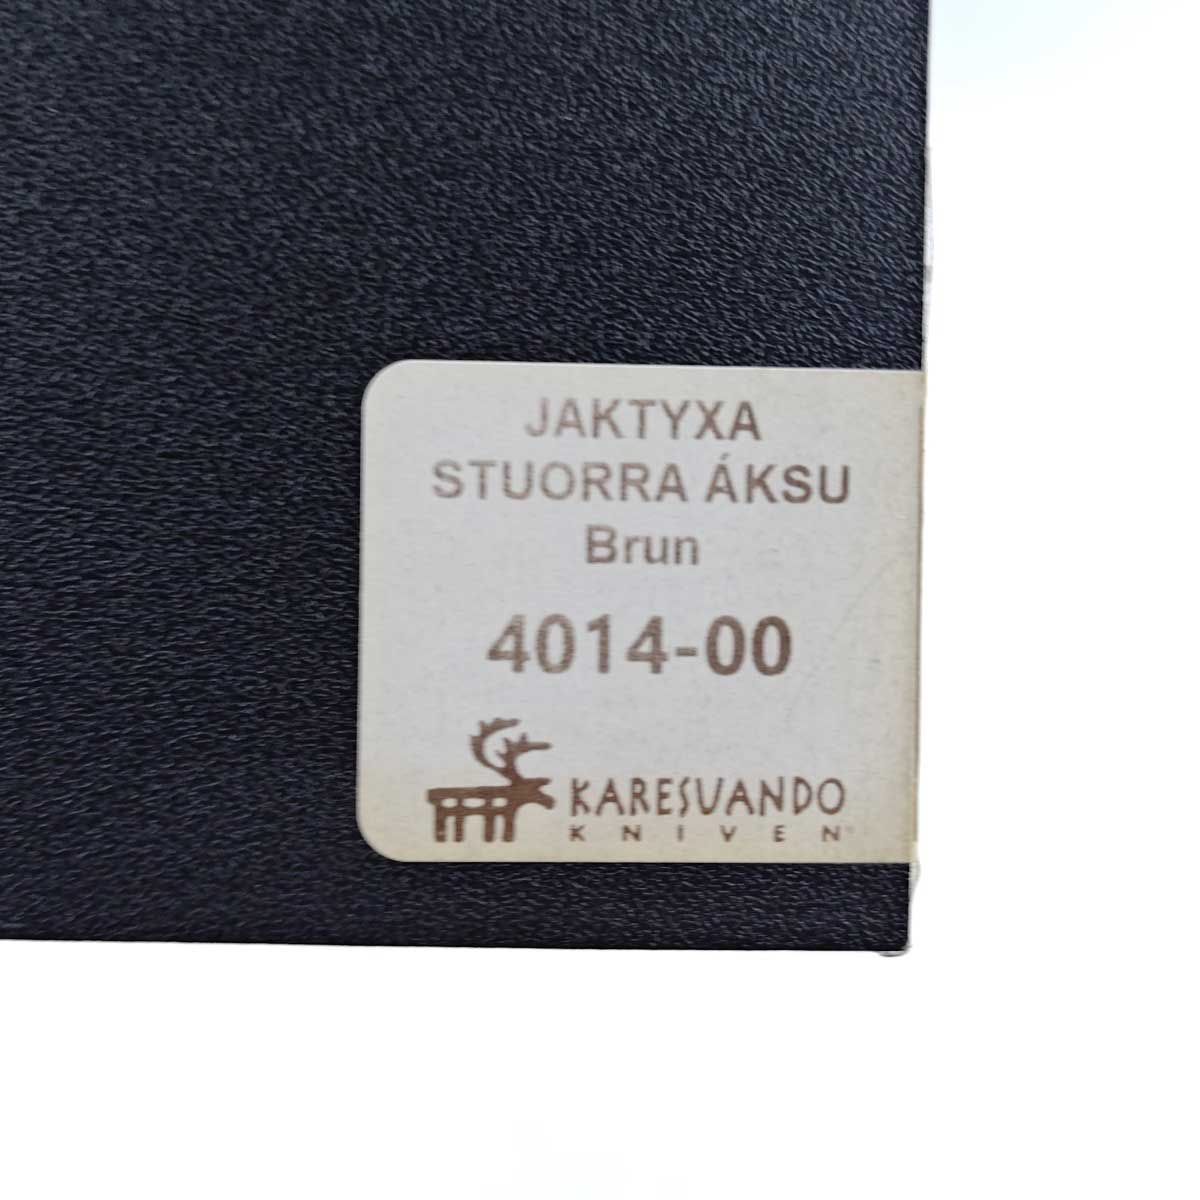 JAKTYXA
STUORRA ÁKSU
Brun
4014-00
KARESUANDO
KNIVEN